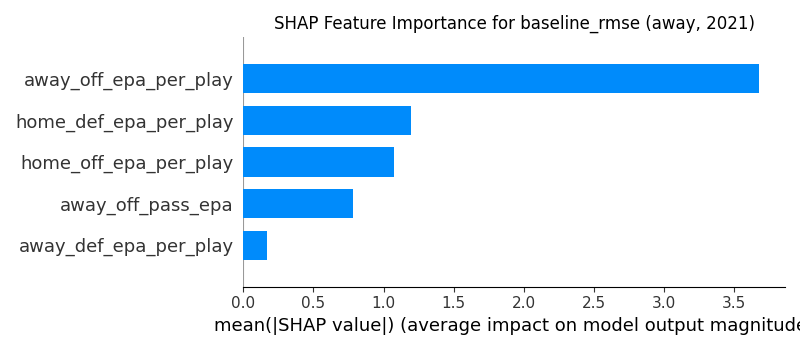 SHAP Feature Importance for baseline_rmse (away, 2021)
away_off_epa_per_play
home_def_epa_per_play
home_off_epa_per_play
away_off_pass_epa
away_def_epa_per_play
0.0 0.5 1.0 1.5 2.0 2.5 3.0 3.5
mean(|SHAP value|) (average impact on model output magnitude